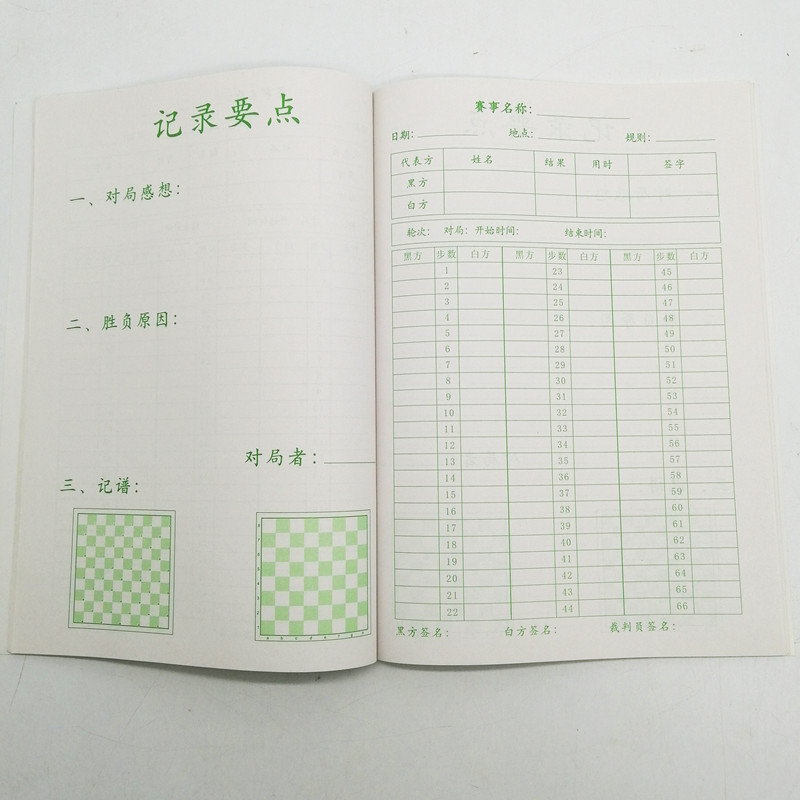 记录要点
一、对局感想：
二、胜负原因：
对局者：
三、记谱：
赛事名称：
日期： 地点： 规则：
代表方 姓名 结果 用时 签字
黑方
白方
轮次： 对局：开始时间： 结束时间：
黑方 步数 白方 黑方 步数 白方 黑方 步数 白方
1 23 45
2 24 46
3 25 47
4 26 48
5 27 49
6 28 50
7 29 51
8 30 52
9 31 53
10 32 54
11 33 55
12 34 56
13 35 57
14 36 58
15 37 59
16 38 60
17 39 61
18 40 62
19 41 63
20 42 64
21 43 65
22 44 66
黑方签名： 白方签名： 裁判员签名：